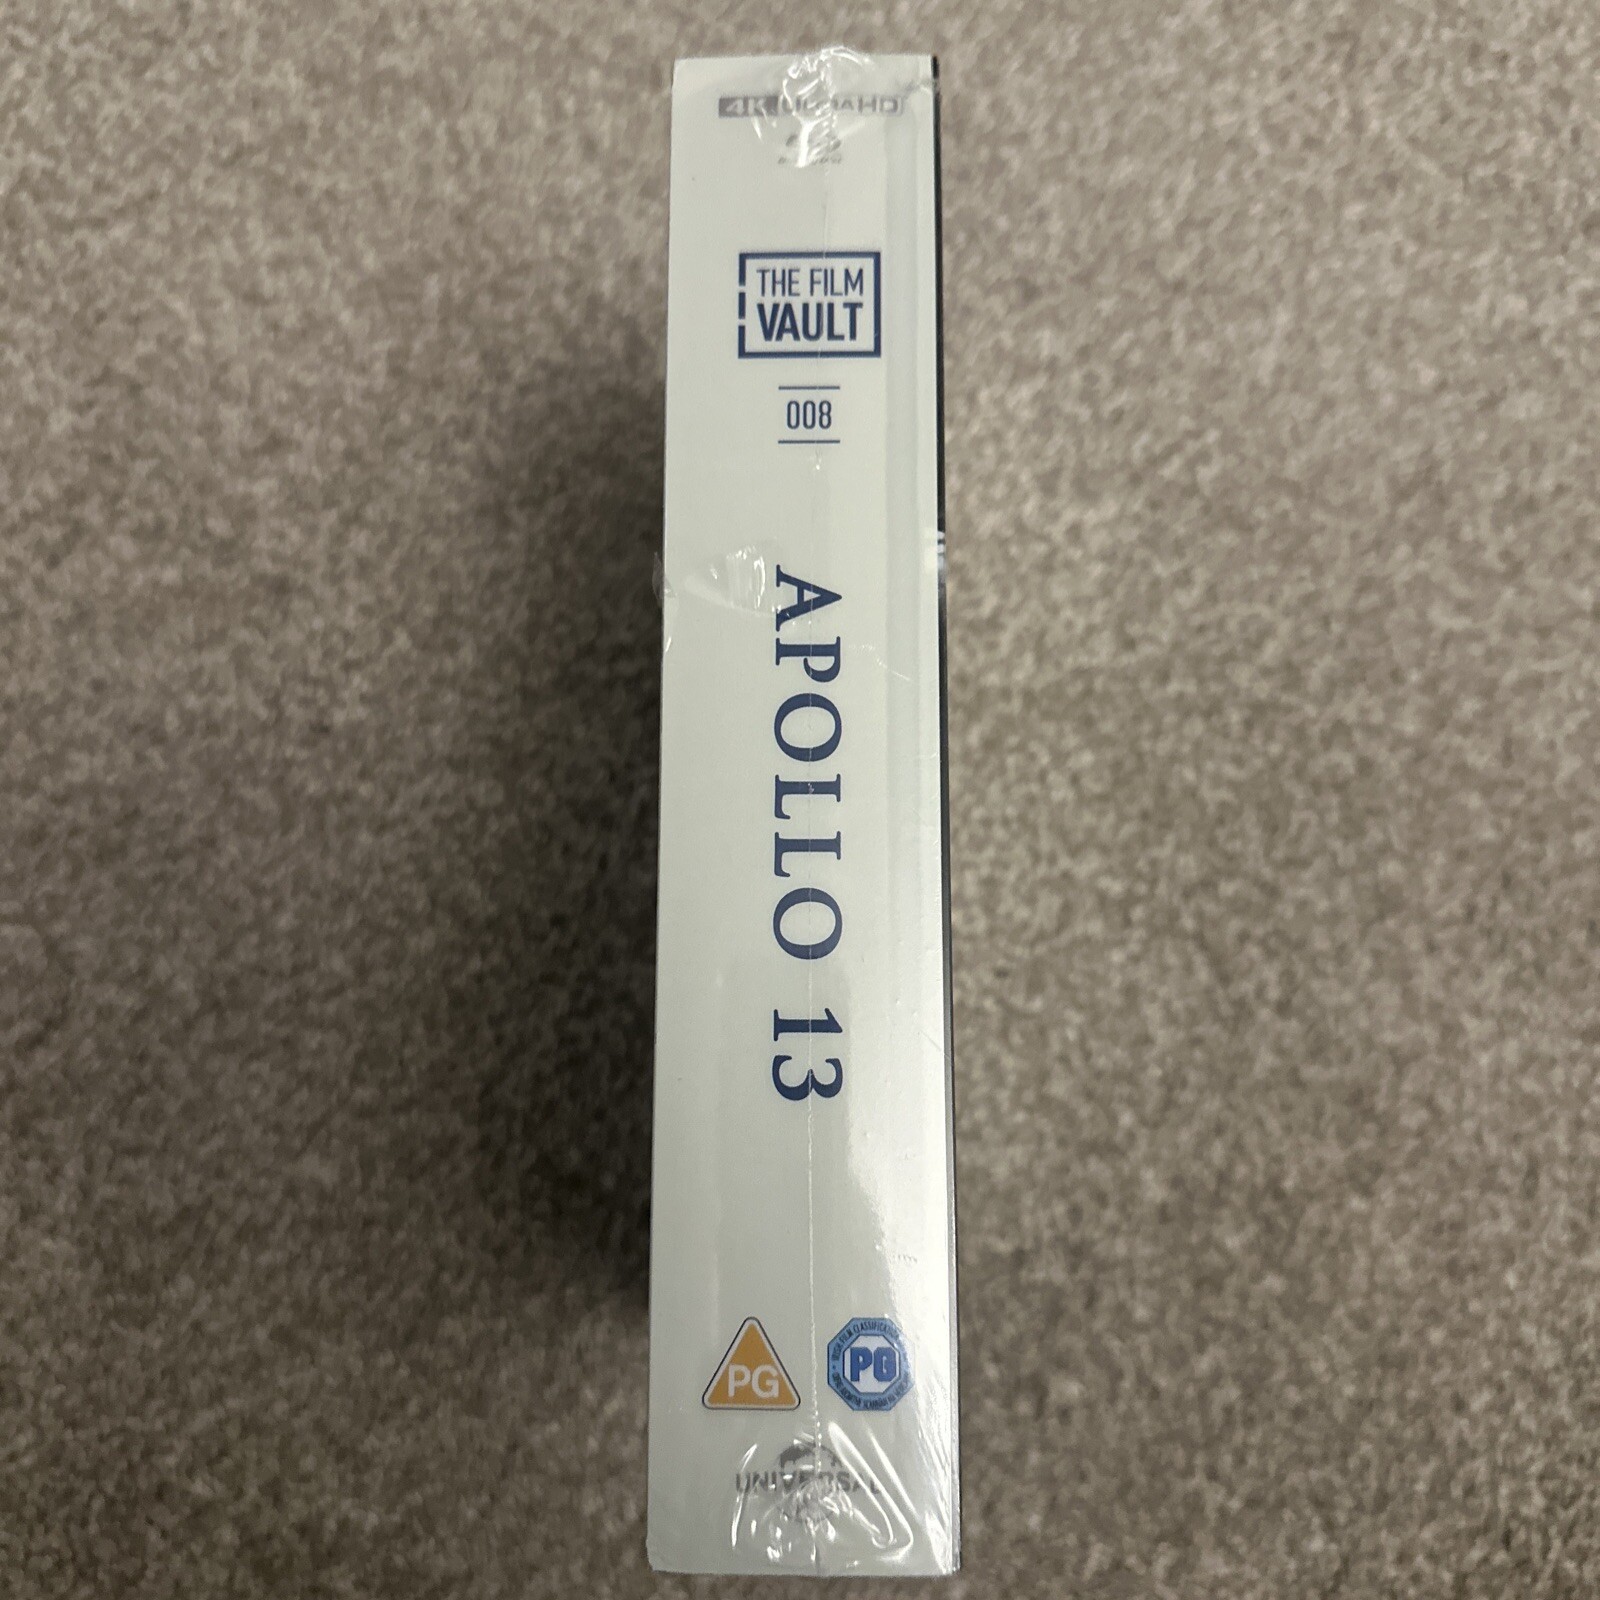 4K ULTRA HD
THE FILM
VAULT
008
APOLLO 13
PG
PG
UNIVERSAL